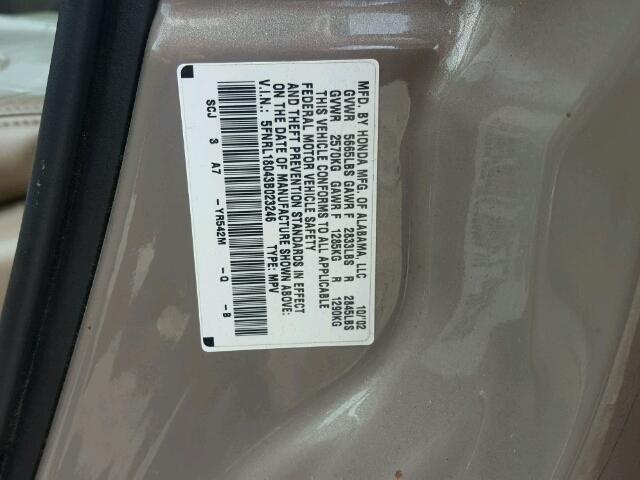 MFD. BY HONDA MFG. OF ALABAMA, LLC 10/02
GVWR 5665LBS GAWR F 2833LBS R 2845LBS
GVWR 2570KG GAWR F 1285KG R 1290KG
THIS VEHICLE CONFORMS TO ALL APPLICABLE
FEDERAL MOTOR VEHICLE SAFETY
AND THEFT PREVENTION STANDARDS IN EFFECT
ON THE DATE OF MANUFACTURE SHOWN ABOVE:
V.I.N.: 5FNRL18043B023246 TYPE: MPV
SCJ 3 A7 -YR542M -Q -B